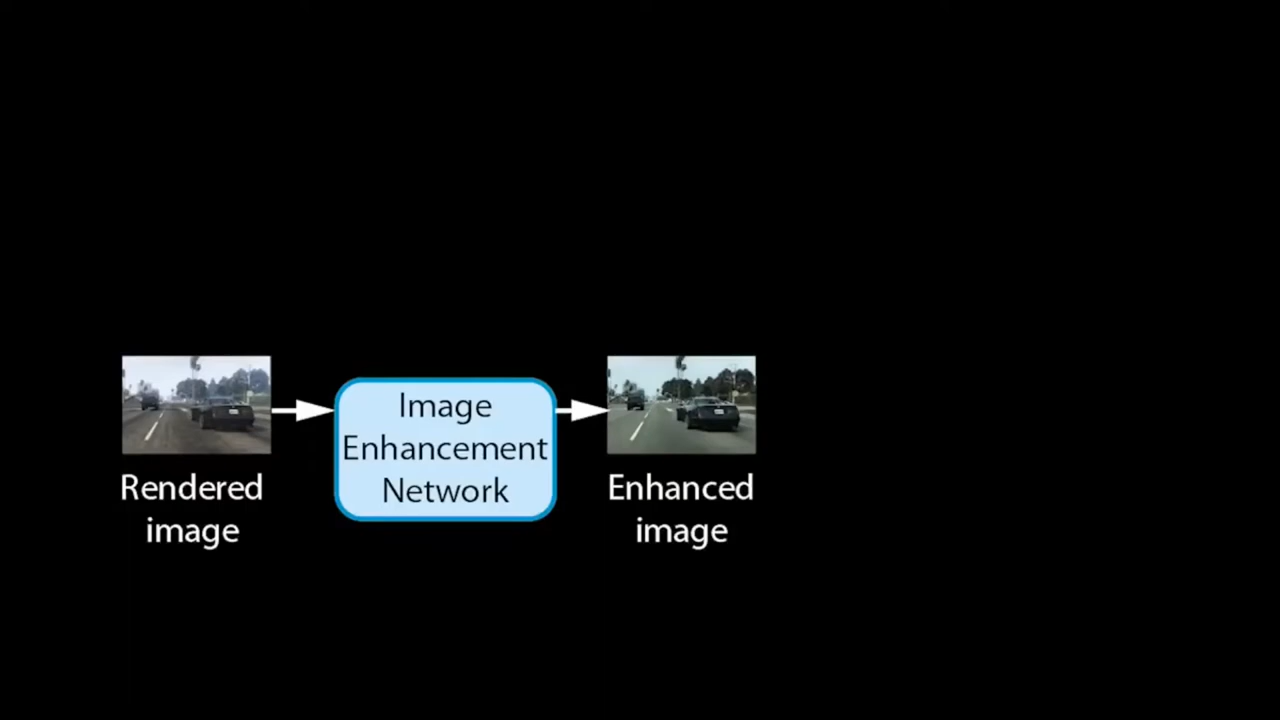 Image
Enhancement
Network
Rendered
image
Enhanced
image